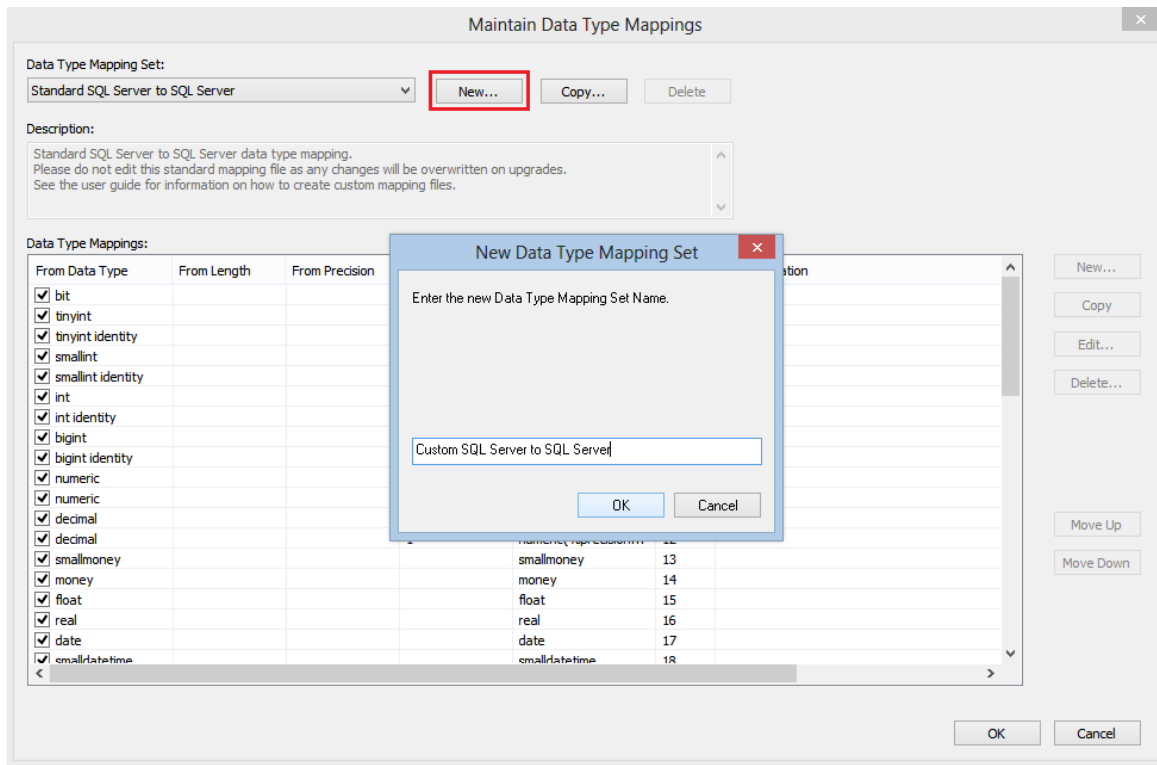 Maintain Data Type Mappings
Data Type Mapping Set:
Standard SQL Server to SQL Server
New...
Copy...
Delete
Description:
Standard SQL Server to SQL Server data type mapping.
Please do not edit this standard mapping file as any changes will be overwritten on upgrades.
See the user guide for information on how to create custom mapping files.
Data Type Mappings:
From Data Type From Length From Precision
New Data Type Mapping Set
Enter the new Data Type Mapping Set Name.
Custom SQL Server to SQL Server
OK Cancel
bit
tinyint
tinyint identity
smallint
smallint identity
int
int identity
bigint
bigint identity
numeric
numeric
decimal
decimal
smallmoney smallmoney 13
money money 14
float float 15
real real 16
date date 17
smalldatetime smalldatetime 18
New...
Copy
Edit...
Delete...
Move Up
Move Down
OK Cancel